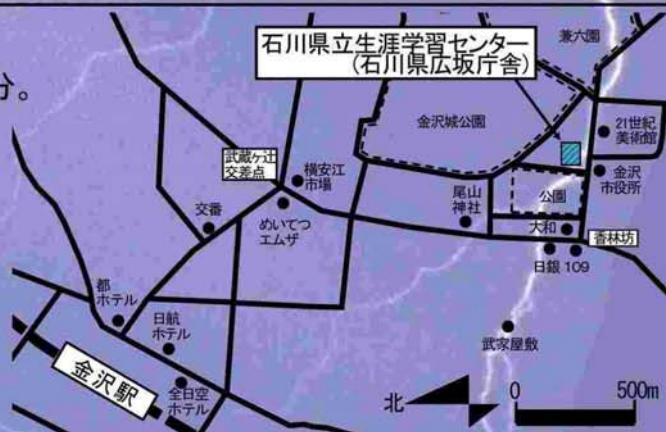 分。
石川県立生涯学習センター
(石川県広坂庁舎)
兼六園
金沢城公園
21世紀
美術館
武蔵ヶ辻
交差点
横安江
市場
金沢
市役所
尾山
神社
公園
交番
めいてつ
エムザ
大和
香林坊
日銀 109
都
ホテル
日航
ホテル
武家屋敷
金沢駅
全日空
ホテル
北
0 500m